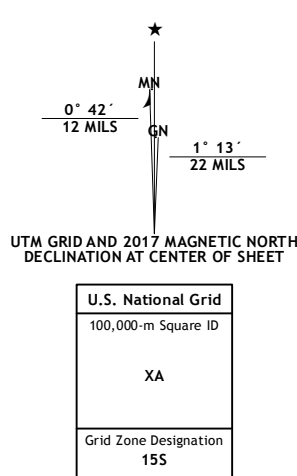 MN
0° 42´
12 MILS
GN
1° 13´
22 MILS
UTM GRID AND 2017 MAGNETIC NORTH
DECLINATION AT CENTER OF SHEET
U.S. National Grid
100,000-m Square ID
XA
Grid Zone Designation
15S